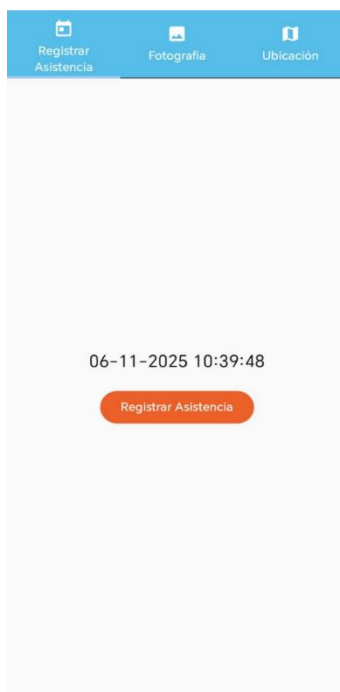 Registrar
Asistencia
Fotografia
Ubicación
06-11-2025 10:39:48
Registrar Asistencia